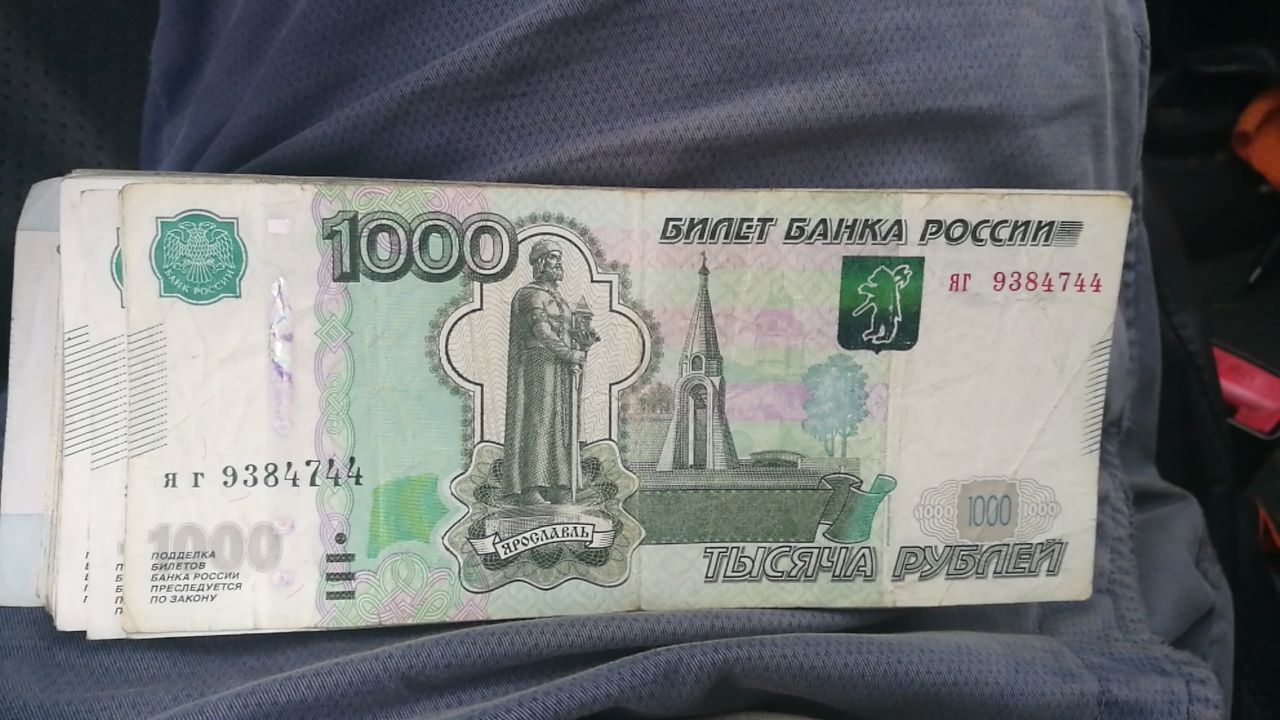 1000
БИЛЕТ БАНКА РОССИИ
БАНК РОССИИ
яг 9384744
яг 9384744
ЯРОСЛАВЛЬ
1000 1000 1000
1000
ТЫСЯЧА РУБЛЕЙ
ПОДДЕЛКА
БИЛЕТОВ
БАНКА РОССИИ
ПРЕСЛЕДУЕТСЯ
ПО ЗАКОНУ